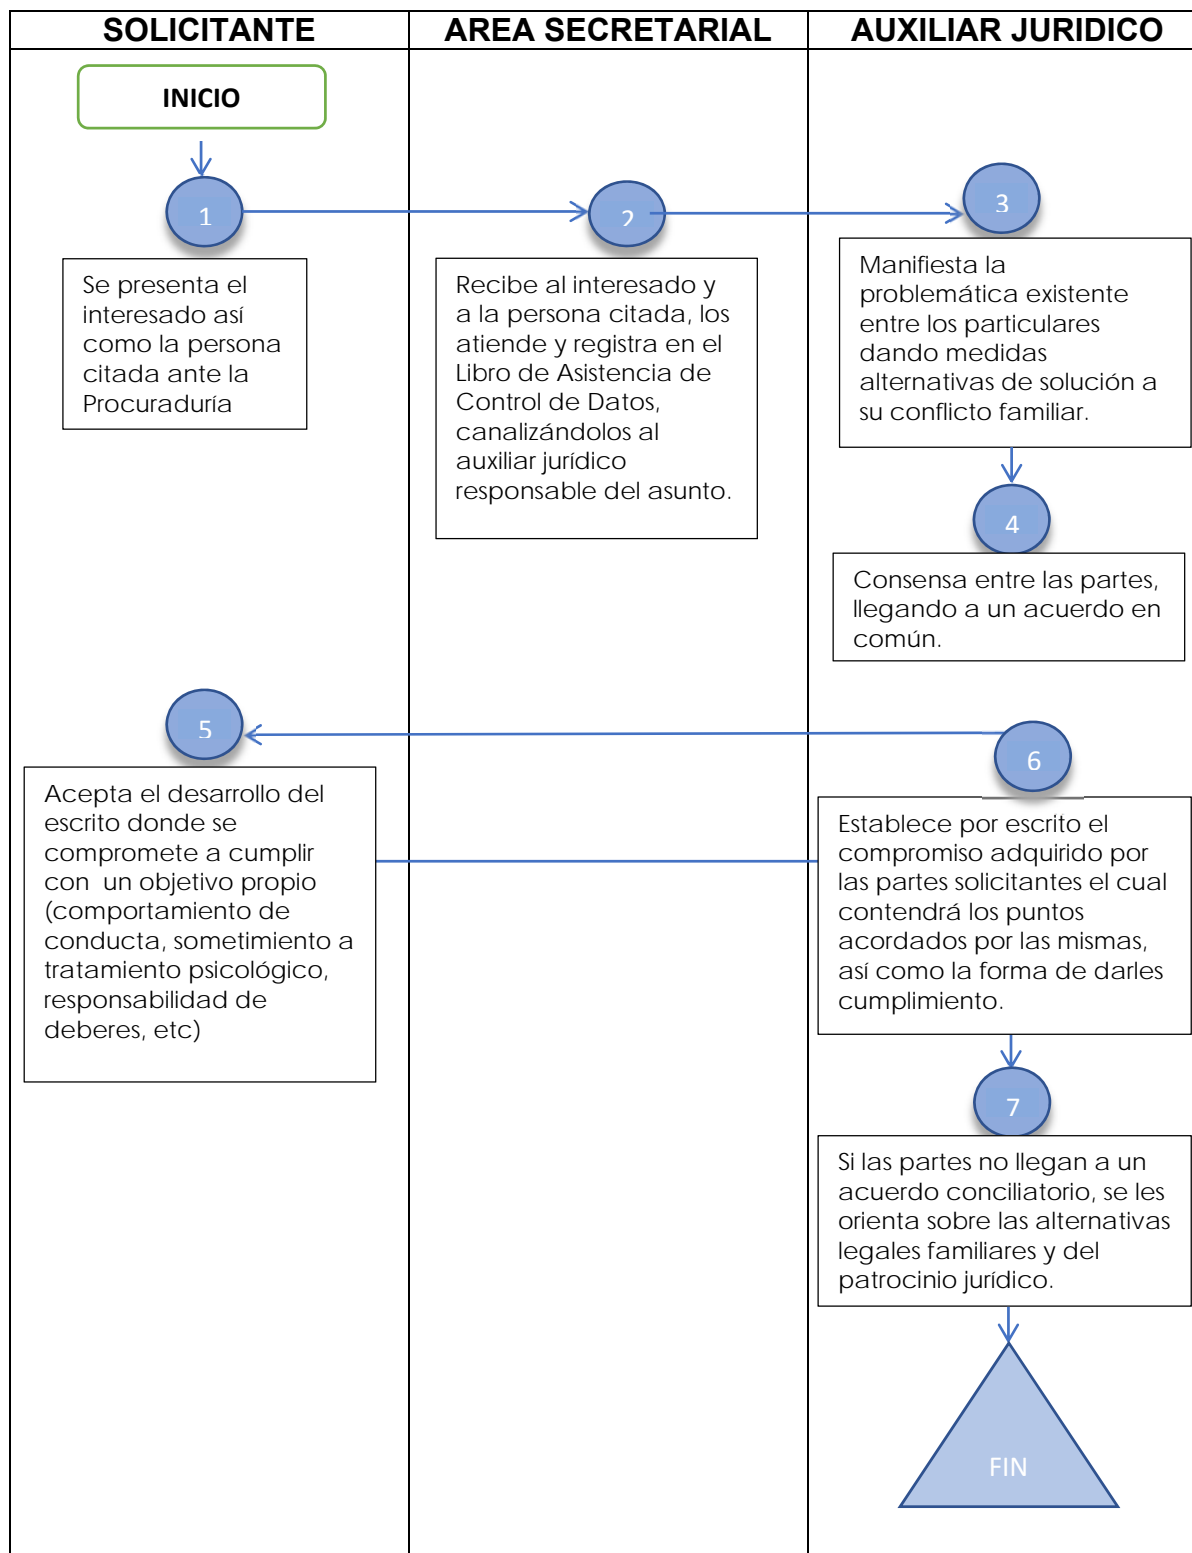 SOLICITANTE
AREA SECRETARIAL
AUXILIAR JURIDICO
INICIO
1
2
3
Se presenta el
interesado así
como la persona
citada ante la
Procuraduría
Recibe al interesado y
a la persona citada, los
atiende y registra en el
Libro de Asistencia de
Control de Datos,
canalizándolos al
auxiliar jurídico
responsable del asunto.
Manifiesta la
problemática existente
entre los particulares
dando medidas
alternativas de solución a
su conflicto familiar.
4
Consensa entre las partes,
llegando a un acuerdo en
común.
5
Acepta el desarrollo del
escrito donde se
compromete a cumplir
con  un objetivo propio
(comportamiento de
conducta, sometimiento a
tratamiento psicológico,
responsabilidad de
deberes, etc)
6
Establece por escrito el
compromiso adquirido por
las partes solicitantes el cual
contendrá los puntos
acordados por las mismas,
así como la forma de darles
cumplimiento.
7
Si las partes no llegan a un
acuerdo conciliatorio, se les
orienta sobre las alternativas
legales familiares y del
patrocinio jurídico.
FIN